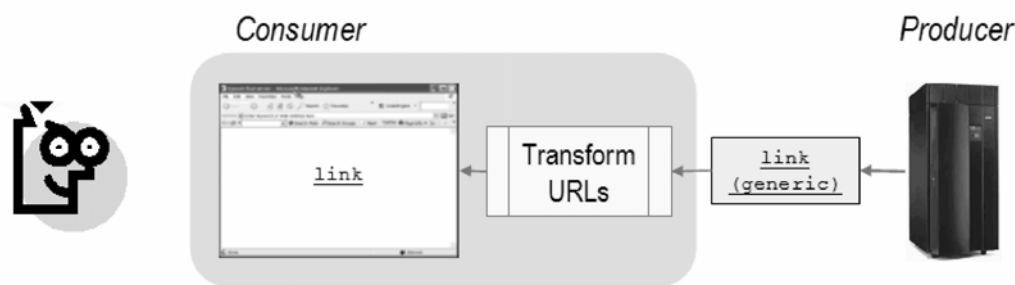 Consumer
Producer
link
Transform
URLs
link
(generic)